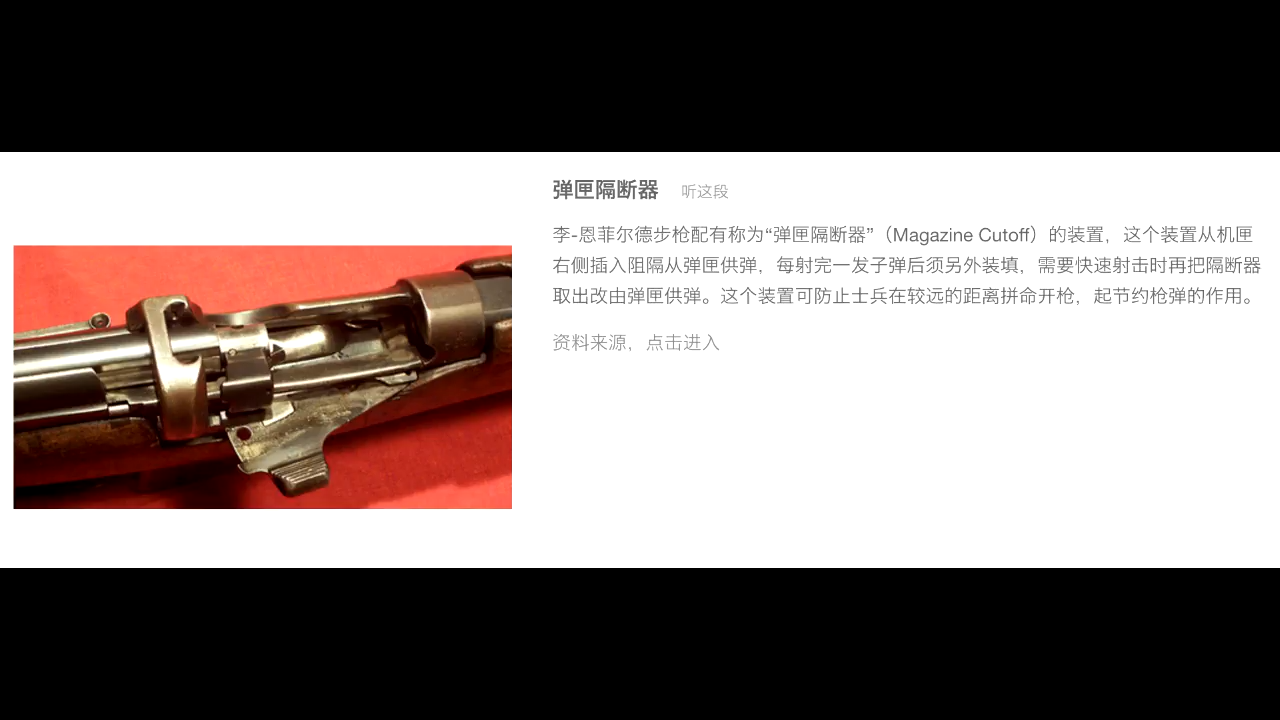 弹匣隔断器 听这段
李-恩菲尔德步枪配有称为“弹匣隔断器”（Magazine Cutoff）的装置，这个装置从机匣
右侧插入阻隔从弹匣供弹，每射完一发子弹后须另外装填，需要快速射击时再把隔断器
取出改由弹匣供弹。这个装置可防止士兵在较远的距离拼命开枪，起节约枪弹的作用。
资料来源，点击进入